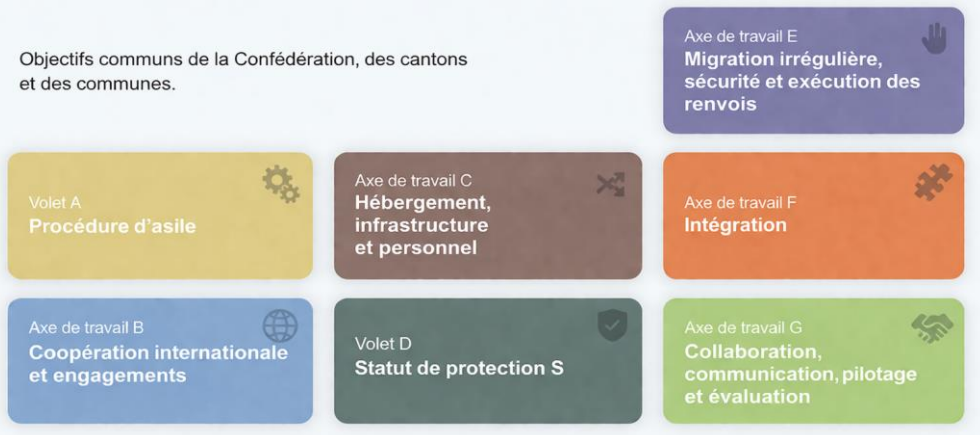 Objectifs communs de la Confédération, des cantons
et des communes.
Axe de travail E
Migration irrégulière,
sécurité et exécution des
renvois
Volet A
Procédure d'asile
Axe de travail C
Hébergement,
infrastructure
et personnel
Axe de travail F
Intégration
Axe de travail B
Coopération internationale
et engagements
Volet D
Statut de protection S
Axe de travail G
Collaboration,
communication, pilotage
et évaluation